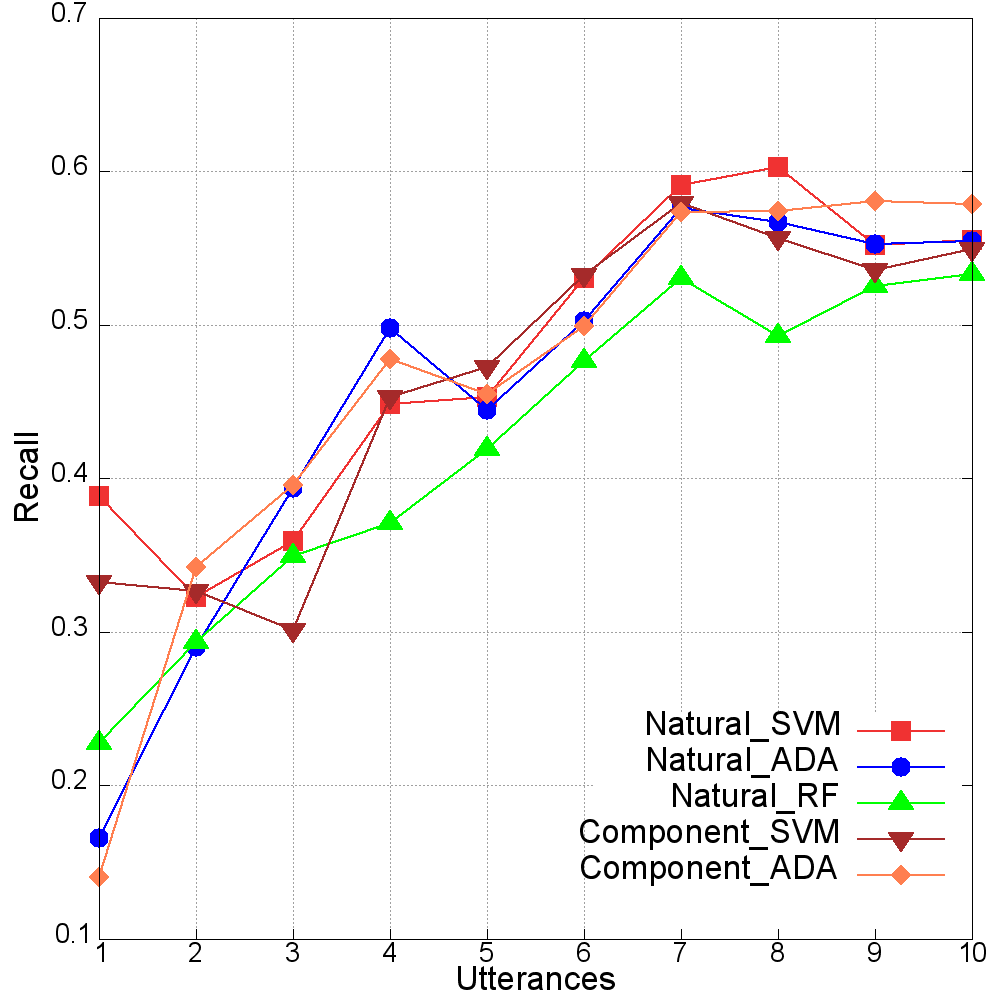 0.7
0.6
0.5
0.4
0.3
0.2
0.1
Recall
Natural_SVM
Natural_ADA
Natural_RF
Component_SVM
Component_ADA
1 2 3 4 5 6 7 8 9 10
Utterances